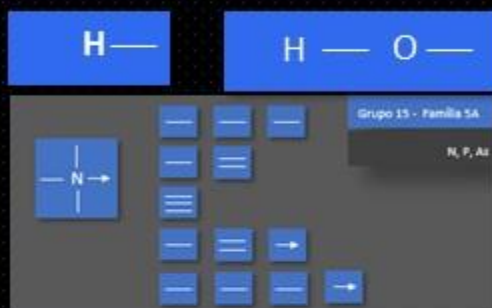 H
H O
Grupo 15 - Família 5A
N, P, As
N